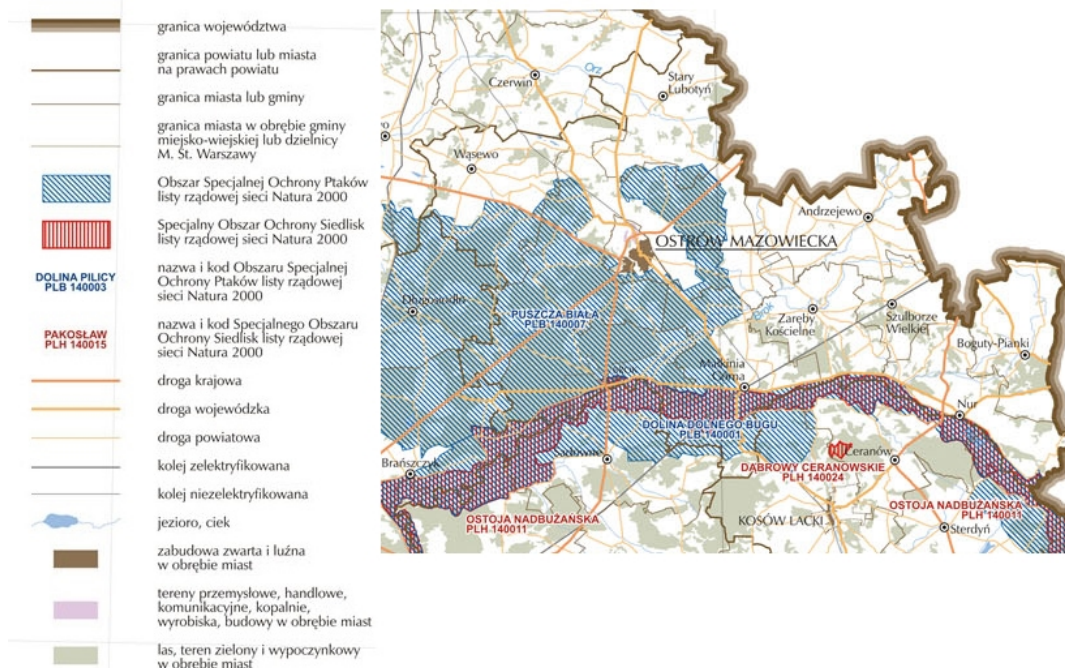 granica województwa
granica powiatu lub miasta
na prawach powiatu
granica miasta lub gminy
granica miasta w obrębie gminy
miejsko-wiejskiej lub dzielnicy
M. St. Warszawy
Obszar Specjalnej Ochrony Ptaków
listy rządowej sieci Natura 2000
Specjalny Obszar Ochrony Siedlisk
listy rządowej sieci Natura 2000
DOLINA PILICY
PLB 140003
nazwa i kod Obszaru Specjalnej
Ochrony Ptaków listy rządowej
sieci Natura 2000
PAKOSŁAW
PLH 140015
nazwa i kod Specjalnego Obszaru
Ochrony Siedlisk listy rządowej
sieci Natura 2000
droga krajowa
droga wojewódzka
droga powiatowa
kolej zelektryfikowana
kolej niezelektryfikowana
jezioro, ciek
zabudowa zwarta i luźna
w obrębie miast
tereny przemysłowe, handlowe,
komunikacyjne, kopalnie,
wyrobiska, budowy w obrębie miast
las, teren zielony i wypoczynkowy
w obrębie miast
Orz
Czerwin
Stary
Lubotyń
Wąsewo
Andrzejewo
OSTRÓW MAZOWIECKA
Długosiodło
PUSZCZA BIAŁA
PLB 140007
Brok
Zaręby
Kościelne
Szulborze
Wielkie
Boguty-Pianki
Małkinia
Górna
BROK
Nur
DOLINA DOLNEGO BUGU
PLB 140001
Brańszczyk
Sadowne
Ceranów
DĄBROWY CERANOWSKIE
PLH 140024
OSTOJA NADBUŻAŃSKA
PLH 140011
KOSÓW LACKI
OSTOJA NADBUŻAŃSKA
PLH 140011
Sterdyń